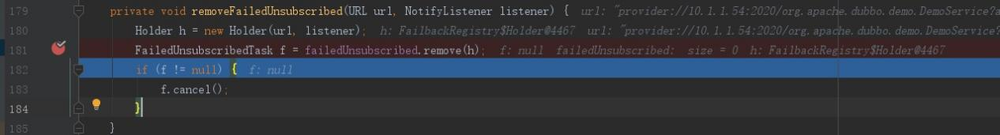 179 private void removeFailedUnsubscribed(URL url, NotifyListener listener) { url: "provider://10.1.1.54:2020/org.apache.dubbo.demo.DemoService?a
180 Holder h = new Holder(url, listener); h: FailbackRegistry$Holder@4467 url: "provider://10.1.1.54:2020/org.apache.dubbo.demo.DemoService?
181 FailedUnsubscribedTask f = failedUnsubscribed.remove(h); f: null failedUnsubscribed: size = 0 h: FailbackRegistry$Holder@4467
182 if (f != null) { f: null
183 f.cancel();
184 }
185 }